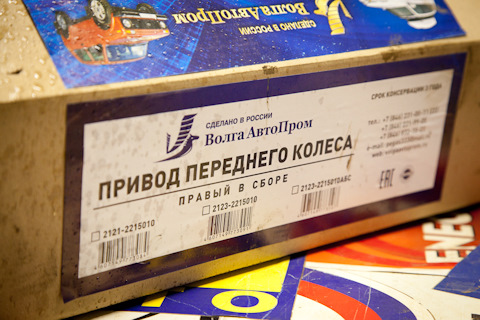 СДЕЛАНО В РОССИИ
ВолгаАвтоПром
СДЕЛАНО В РОССИИ
ВолгаАвтоПром
СРОК КОНСЕРВАЦИИ 3 ГОДА
ПРИВОД ПЕРЕДНЕГО КОЛЕСА
ПРАВЫЙ В СБОРЕ
2121-2215010
2123-2215010
2123-2215010АБС
ЕАС